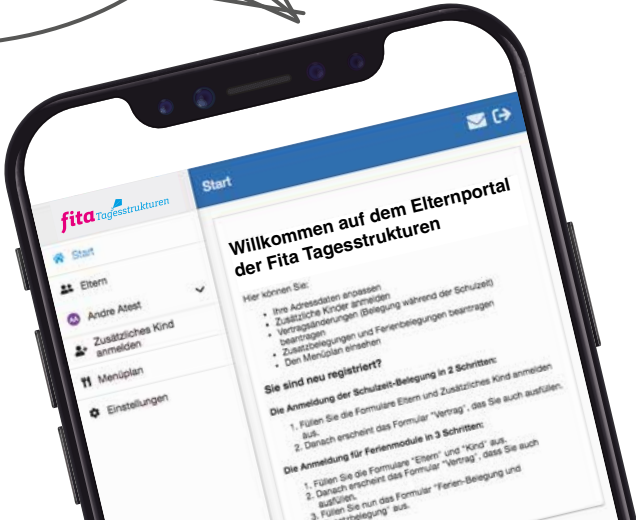 fita Tagesstrukturen
Start
Eltern
AA Andre Atest
Zusätzliches Kind
anmelden
Menüplan
Einstellungen
Start
Willkommen auf dem Elternportal
der Fita Tagesstrukturen
Hier können Sie:
• Ihre Adressdaten anpassen
• Zusätzliche Kinder anmelden
• Vertragsänderungen (Belegung während der Schulzeit)
beantragen
• Zusatzbelegungen und Ferienbelegungen beantragen
• Den Menüplan einsehen
Sie sind neu registriert?
Die Anmeldung der Schulzeit-Belegung in 2 Schritten:
1. Füllen Sie die Formulare Eltern und Zusätzliches Kind anmelden
aus.
2. Danach erscheint das Formular "Vertrag", das Sie auch ausfüllen.
Die Anmeldung für Ferienmodule in 3 Schritten:
1. Füllen Sie die Formulare "Eltern" und "Kind" aus.
2. Danach erscheint das Formular "Vertrag", dass Sie auch
ausfüllen.
3. Füllen Sie nun das Formular "Ferien-Belegung und
aus.